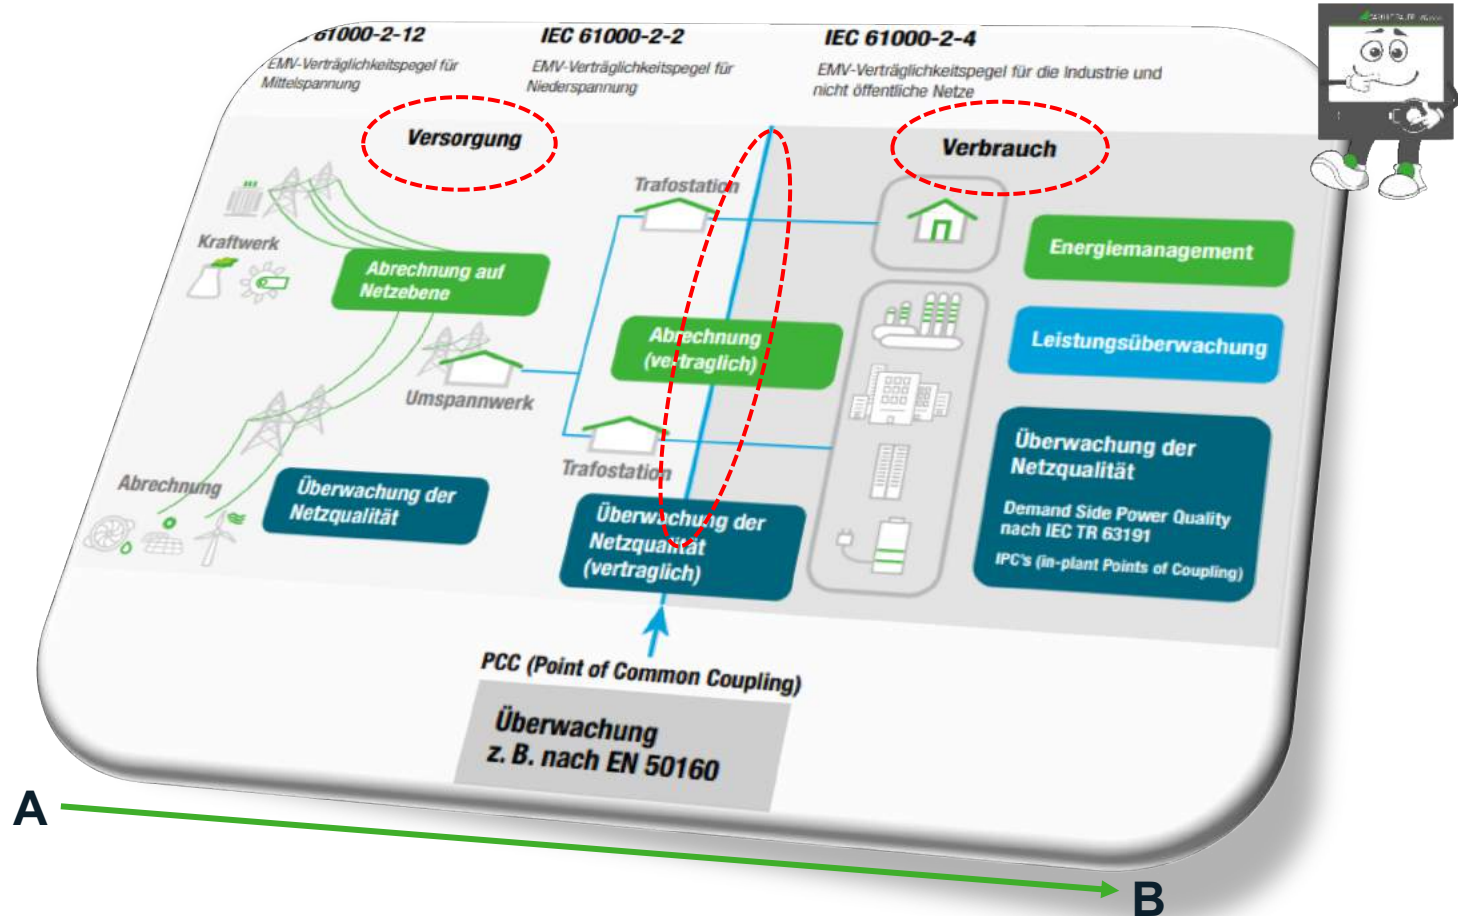 61000-2-12
EMV-Verträglichkeitspegel für
Mittelspannung
IEC 61000-2-2
EMV-Verträglichkeitspegel für
Niederspannung
IEC 61000-2-4
EMV-Verträglichkeitspegel für die Industrie und
nicht öffentliche Netze
Versorgung
Verbrauch
Kraftwerk
Abrechnung auf
Netzebene
Umspannwerk
Abrechnung
Überwachung der
Netzqualität
Trafostation
Abrechnung
(vertraglich)
Trafostation
Überwachung der
Netzqualität
(vertraglich)
Energiemanagement
Leistungsüberwachung
Überwachung der
Netzqualität
Demand Side Power Quality
nach IEC TR 63191
IPC's (in-plant Points of Coupling)
PCC (Point of Common Coupling)
Überwachung
z. B. nach EN 50160
A
B